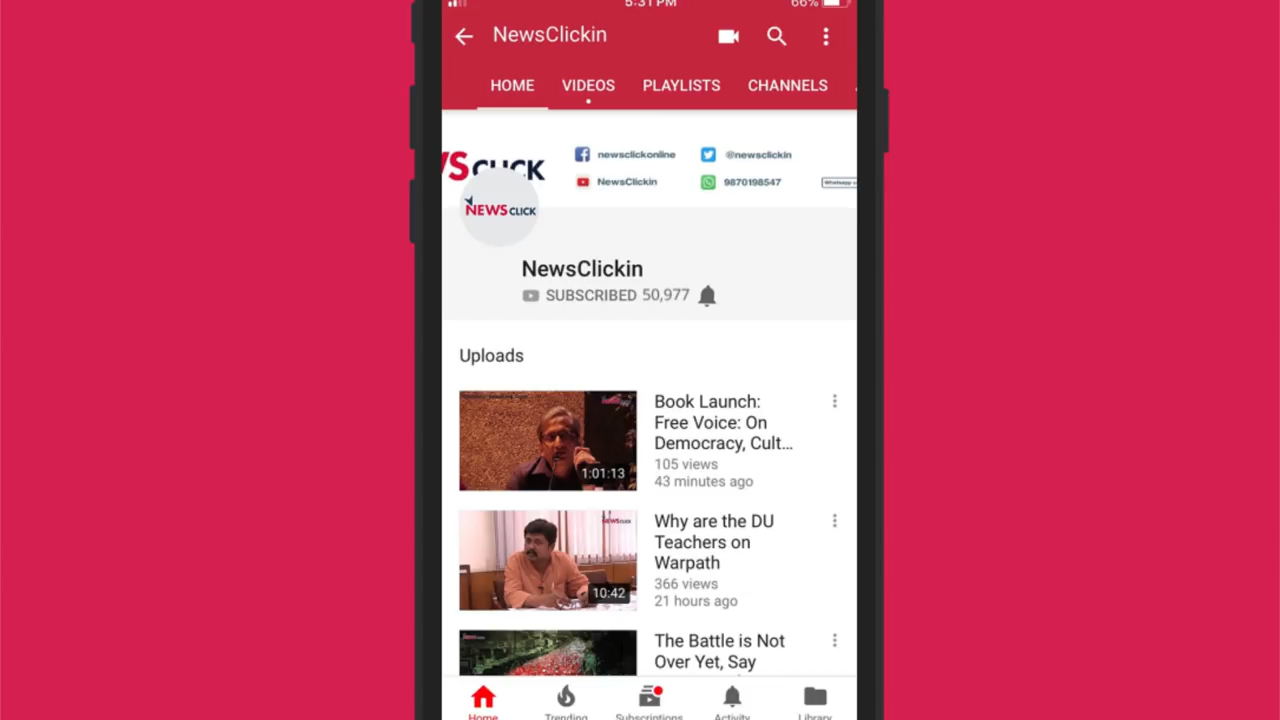 5:31 PM
66%
NewsClickin
HOME VIDEOS PLAYLISTS CHANNELS
CLICK
newsclickonline
@newsclickin
NewsClickin
9870198547
NEWS CLICK
NewsClickin
SUBSCRIBED 50,977
Uploads
1:01:13
Book Launch:
Free Voice: On
Democracy, Cult...
105 views
43 minutes ago
NEWSCLICK
10:42
Why are the DU
Teachers on
Warpath
366 views
21 hours ago
The Battle is Not
Over Yet, Say
Home Trending Subscriptions Activity Library